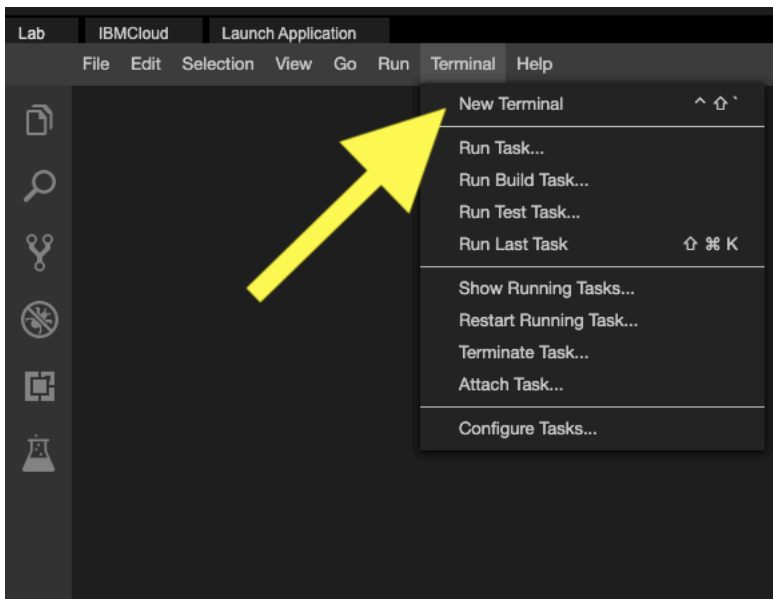 Lab IBMCloud Launch Application
File Edit Selection View Go Run Terminal Help
New Terminal ^ ⇧ `
Run Task...
Run Build Task...
Run Test Task...
Run Last Task ⇧ ⌘ K
Show Running Tasks...
Restart Running Task...
Terminate Task...
Attach Task...
Configure Tasks...